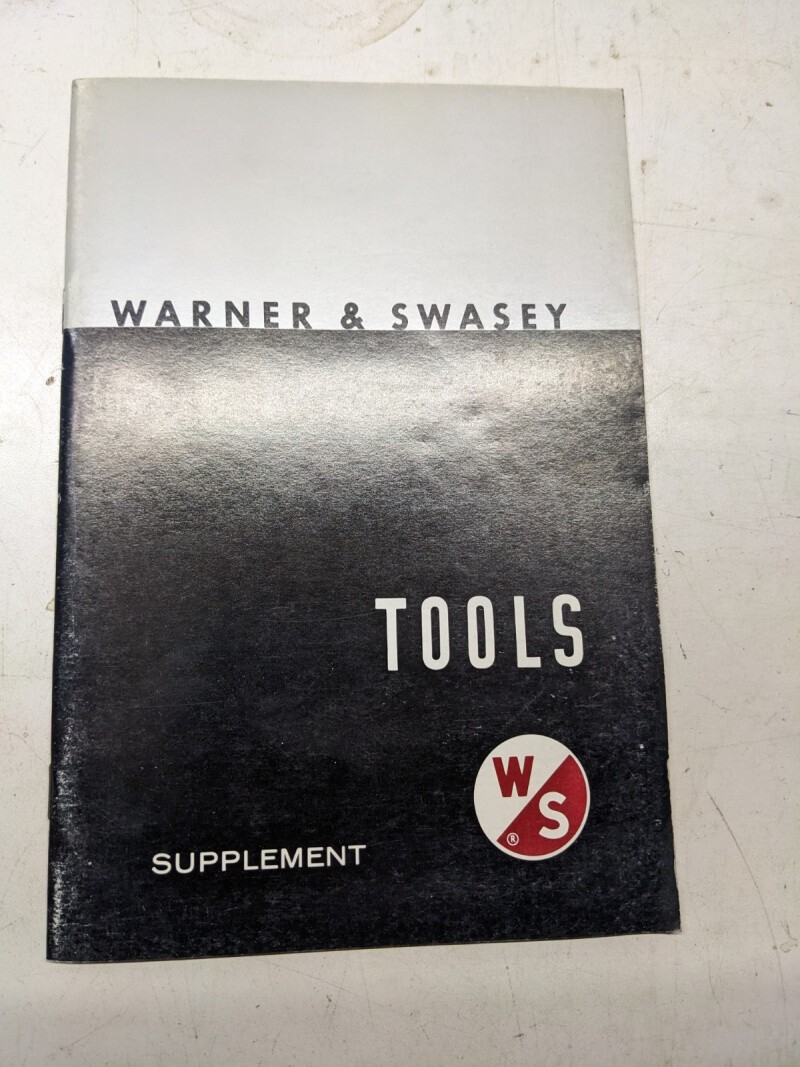 WARNER & SWASEY
TOOLS
W
S
®
SUPPLEMENT